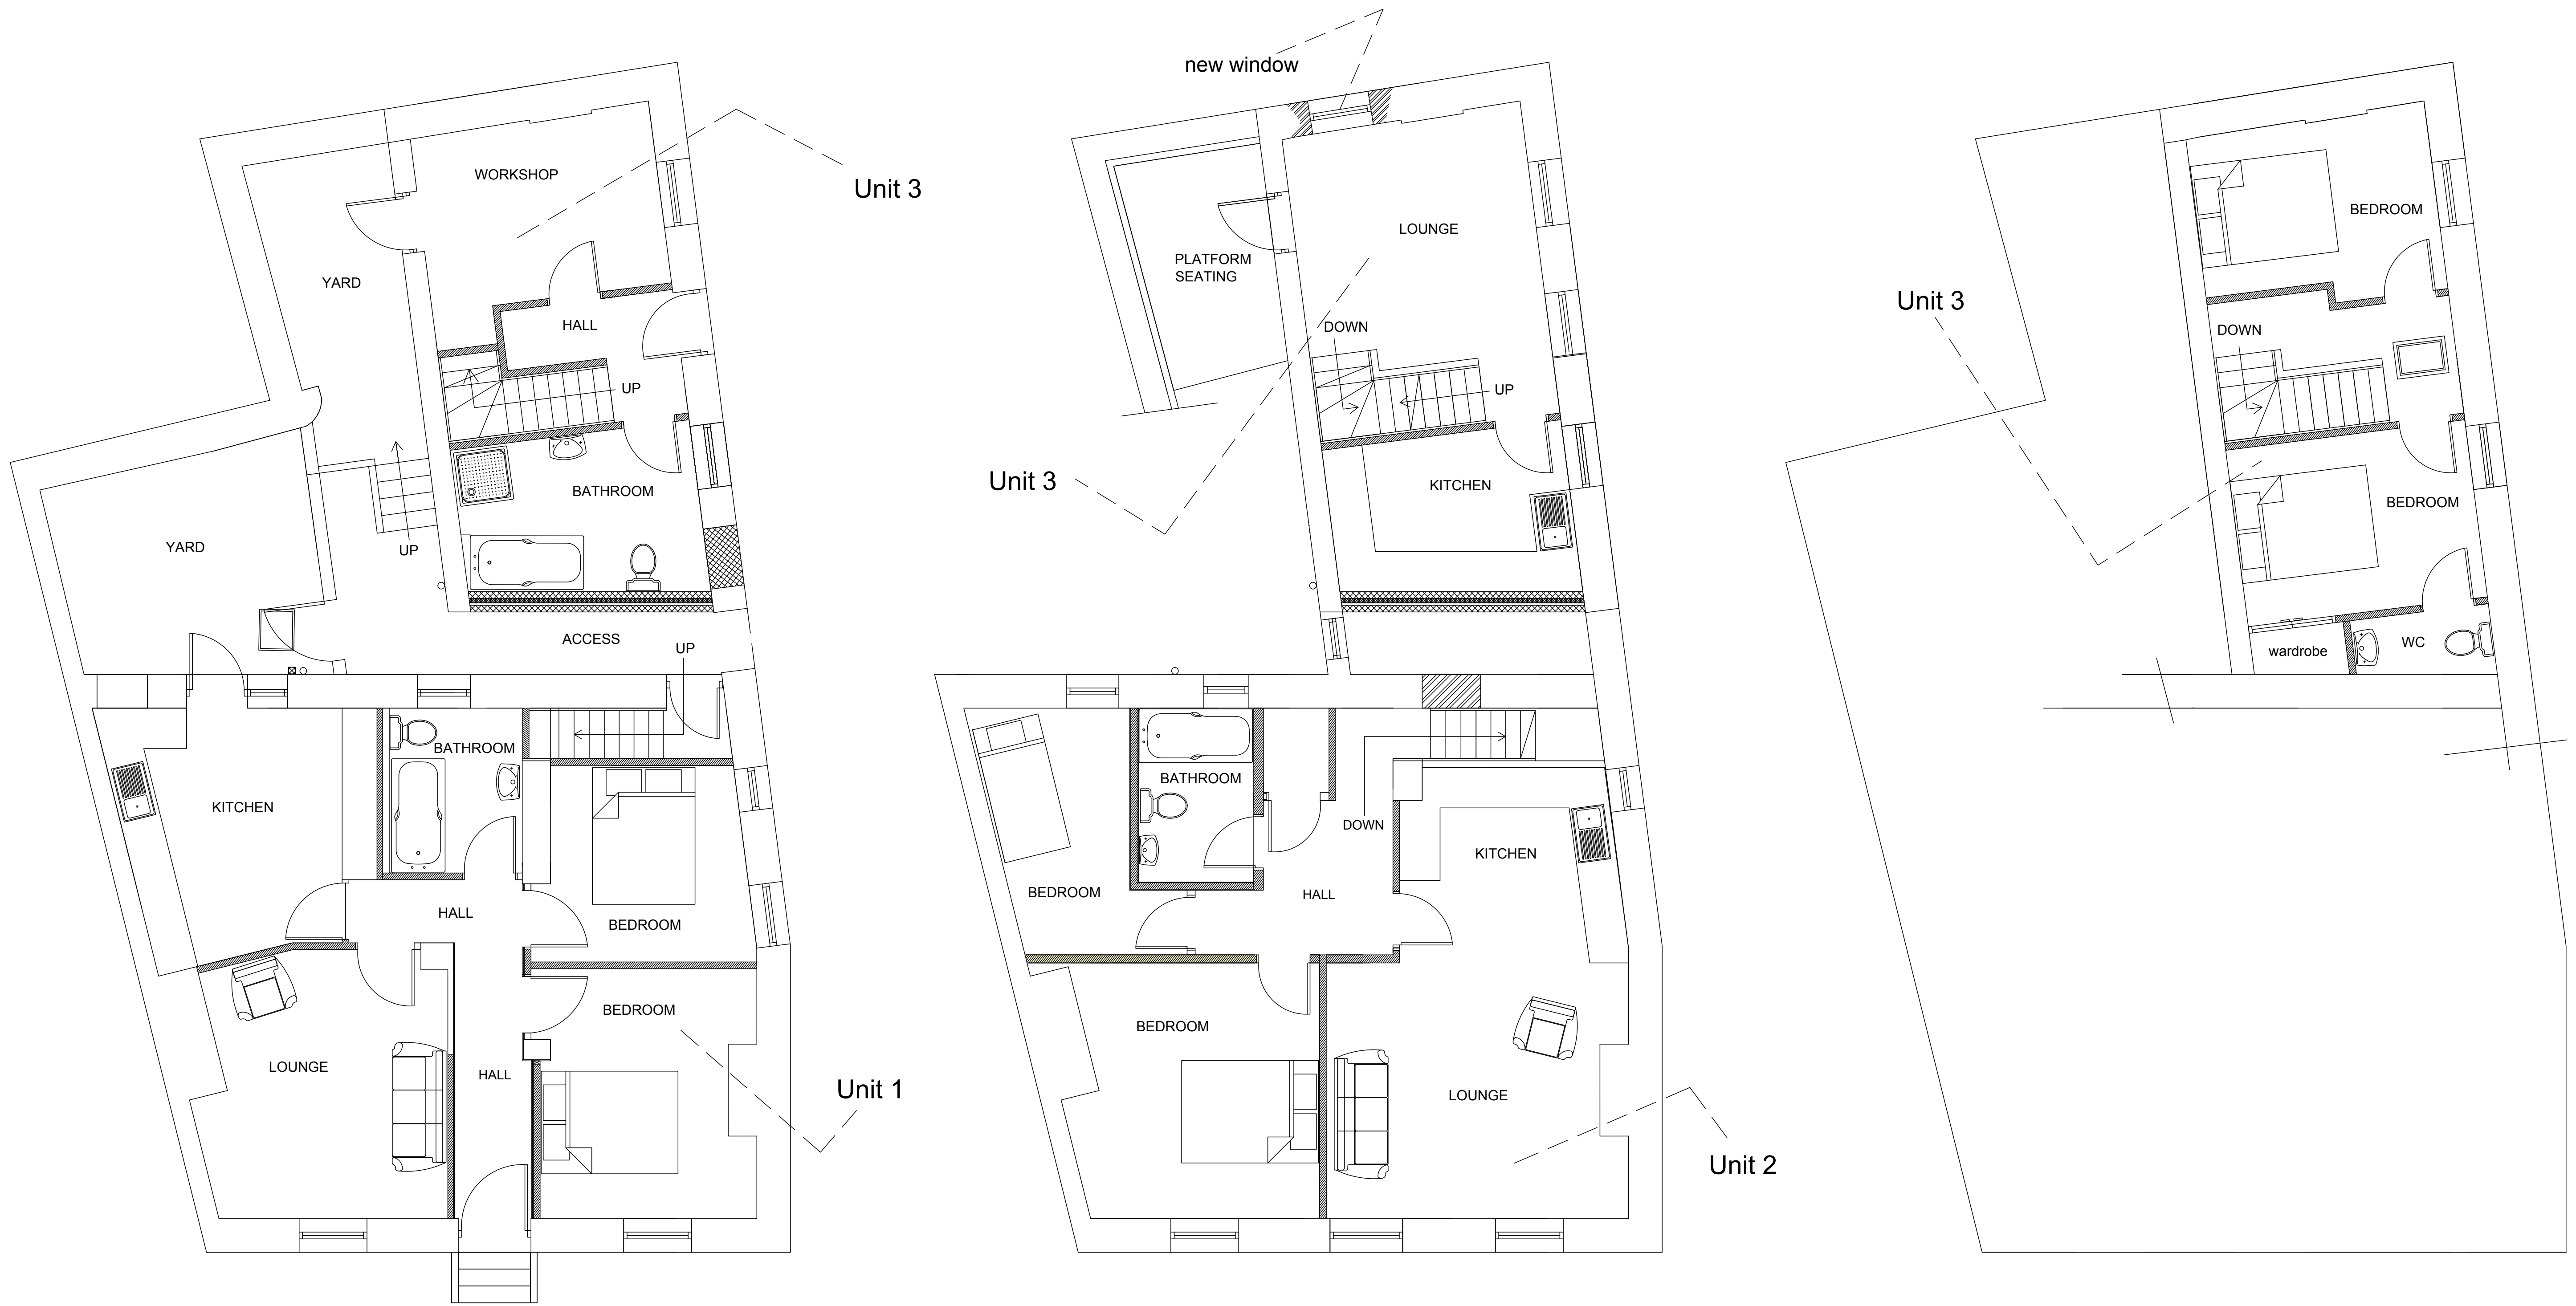 WORKSHOP
Unit 3
YARD
HALL
UP
BATHROOM
YARD
UP
ACCESS
UP
BATHROOM
KITCHEN
HALL
BEDROOM
BEDROOM
LOUNGE
HALL
Unit 1
new window
LOUNGE
PLATFORM
SEATING
DOWN
UP
Unit 3
KITCHEN
BATHROOM
DOWN
KITCHEN
BEDROOM
HALL
BEDROOM
LOUNGE
Unit 2
BEDROOM
Unit 3
DOWN
BEDROOM
WC
wardrobe